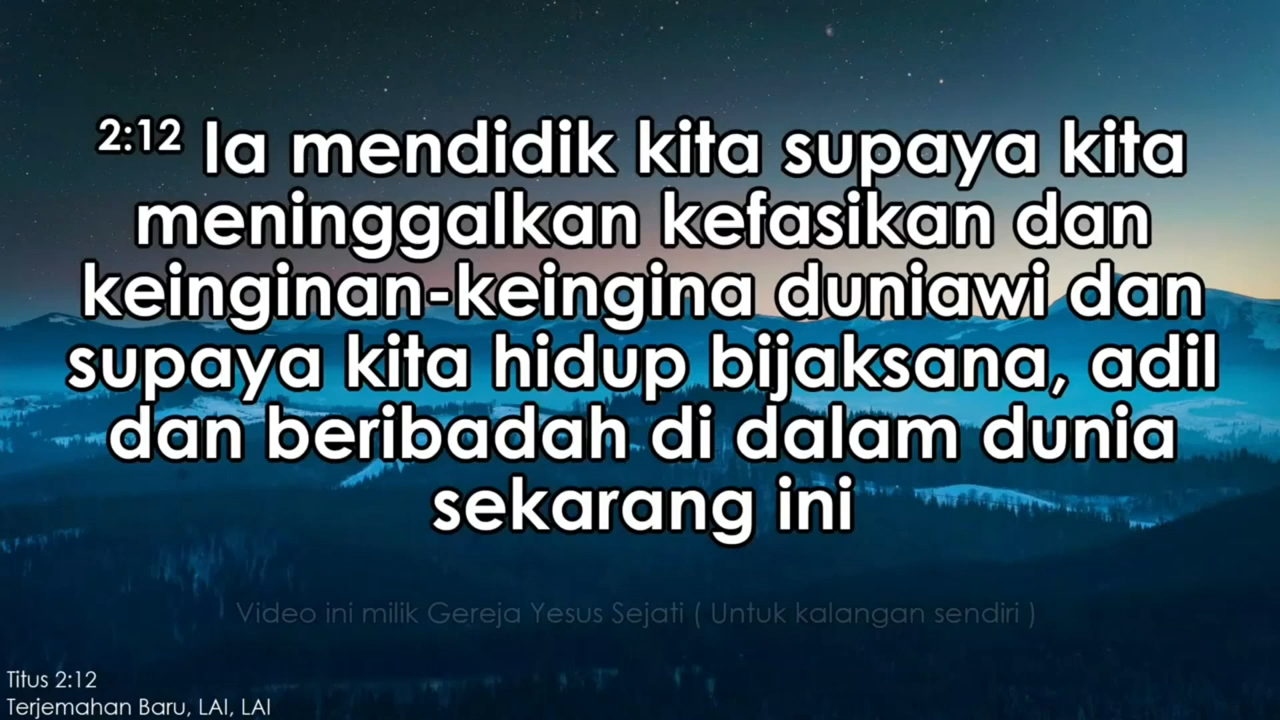 2:12 Ia mendidik kita supaya kita
meninggalkan kefasikan dan
keinginan-keingina duniawi dan
supaya kita hidup bijaksana, adil
dan beribadah di dalam dunia
sekarang ini
Video ini milik Gereja Yesus Sejati ( Untuk kalangan sendiri )
Titus 2:12
Terjemahan Baru, LAI, LAI